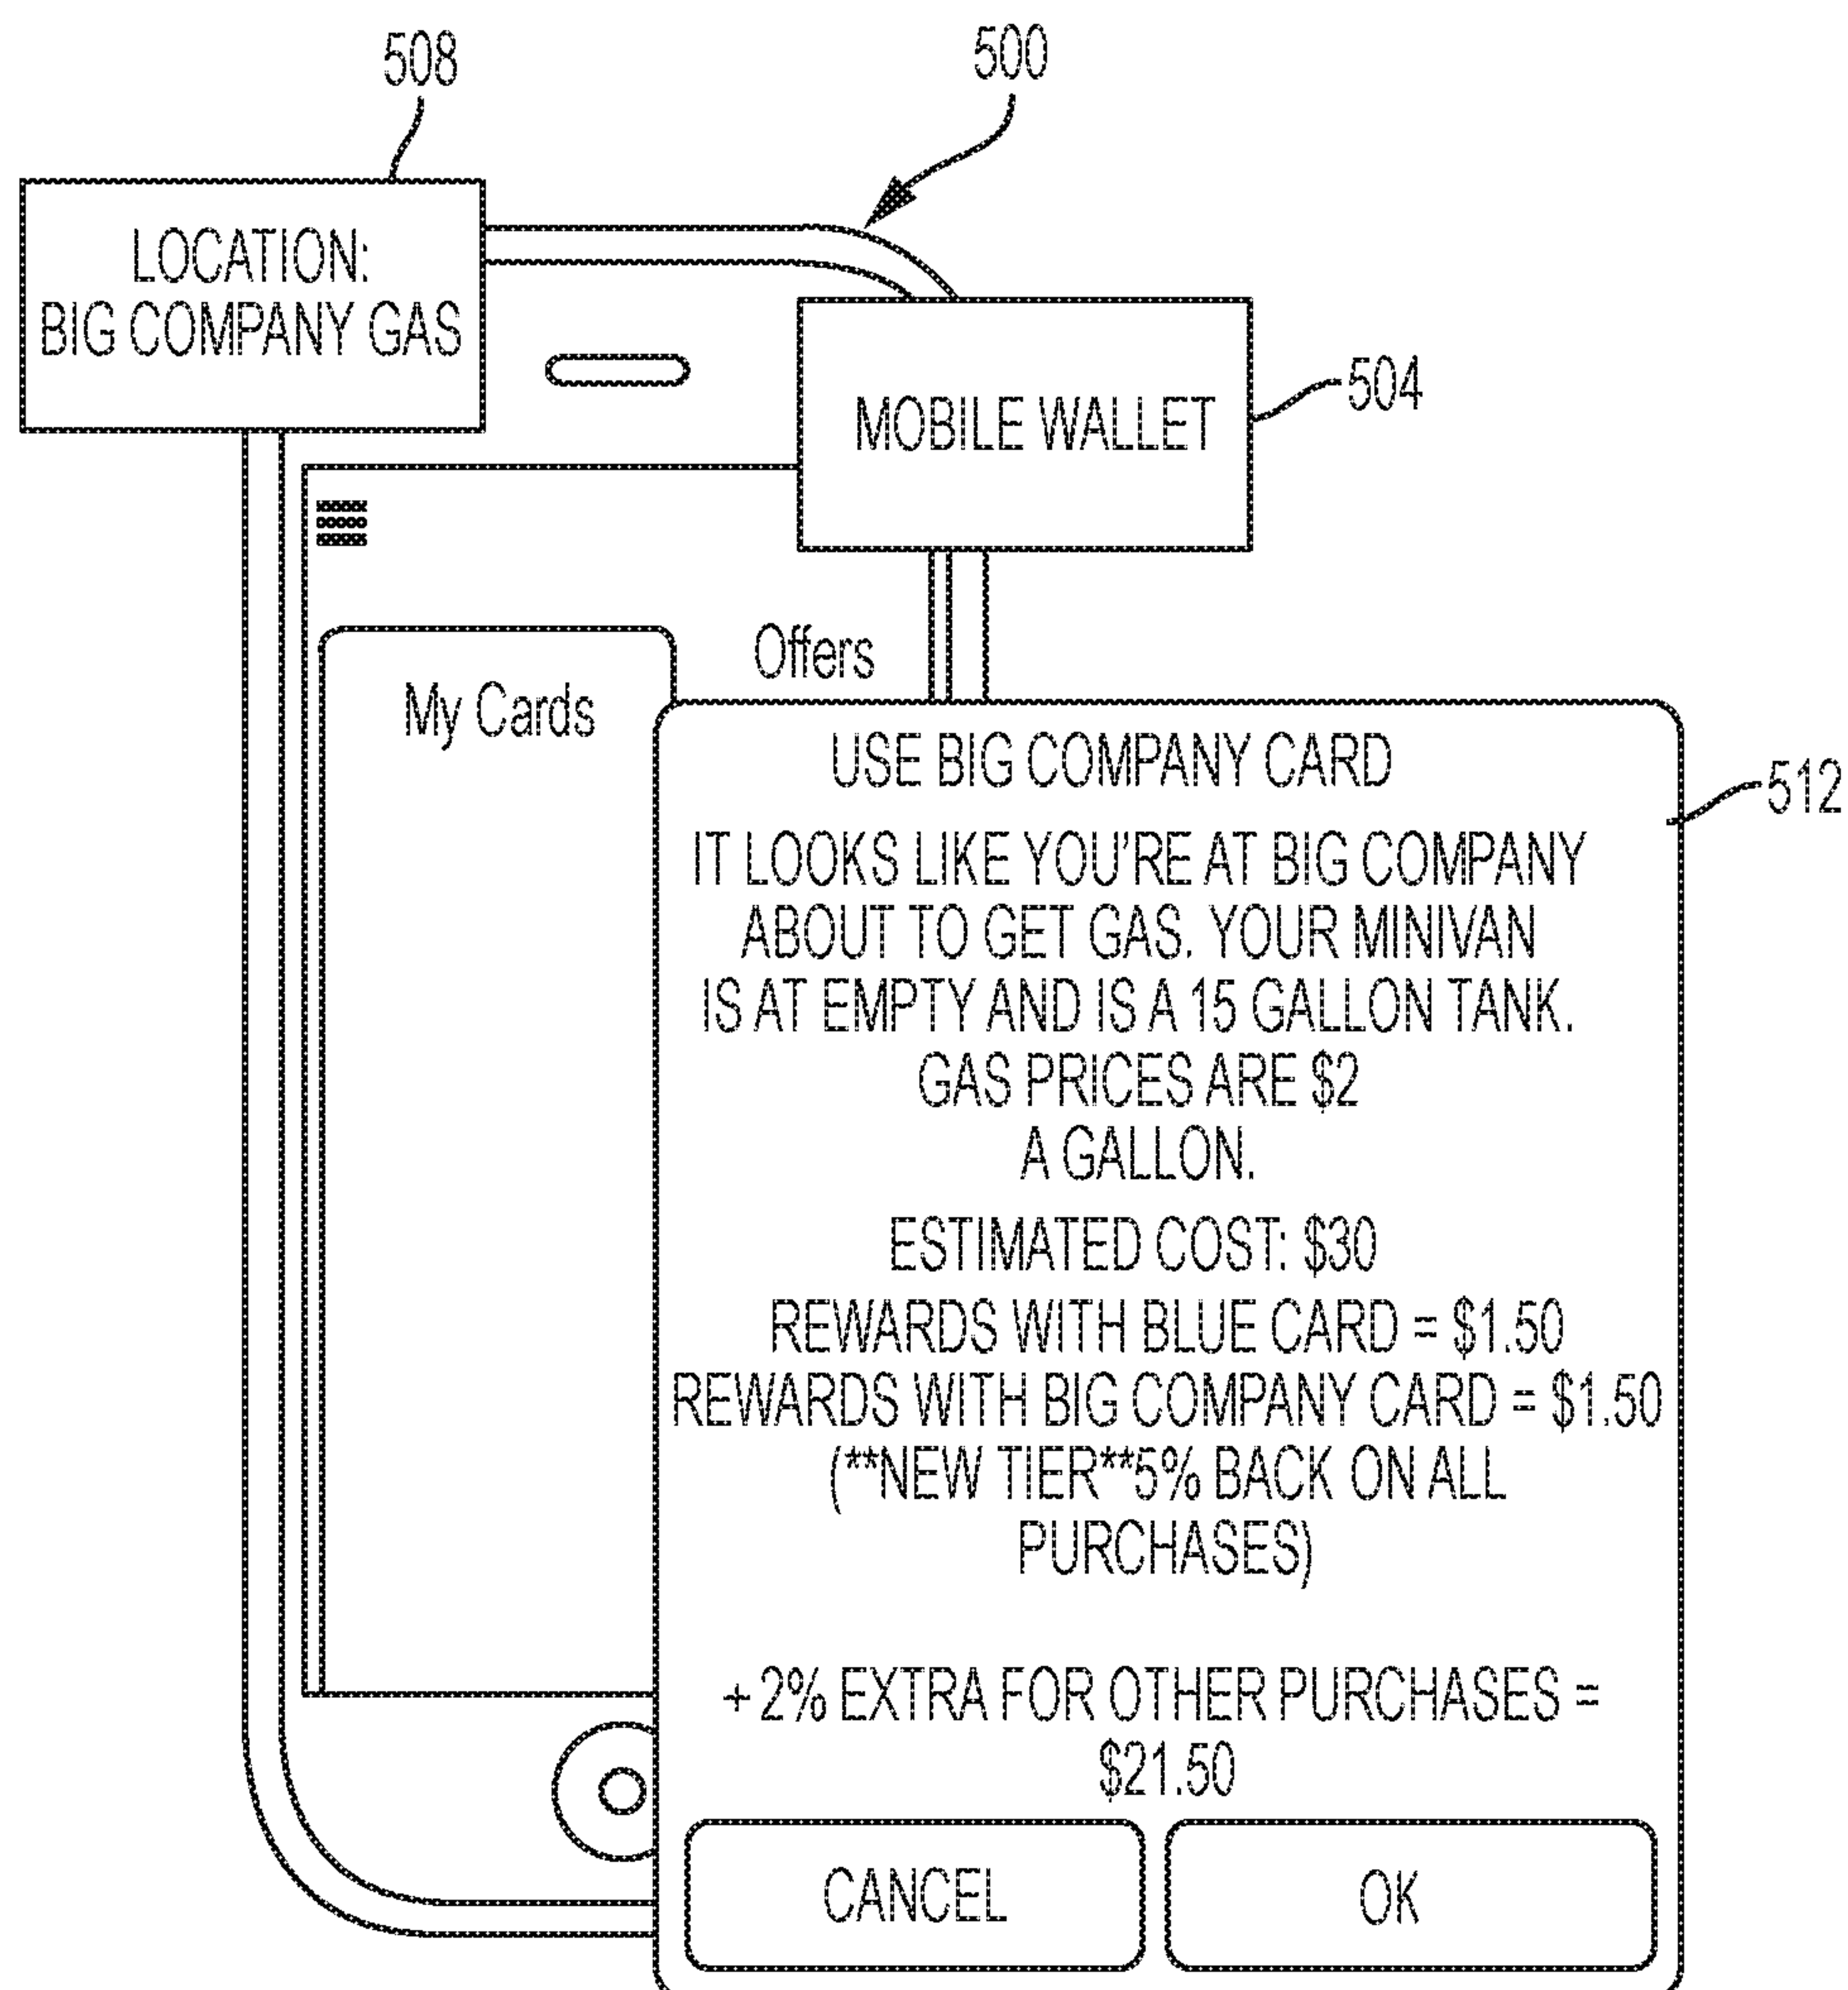 508
500
LOCATION:
BIG COMPANY GAS
MOBILE WALLET
504
Offers
My Cards
USE BIG COMPANY CARD
512
IT LOOKS LIKE YOU'RE AT BIG COMPANY
ABOUT TO GET GAS. YOUR MINIVAN
IS AT EMPTY AND IS A 15 GALLON TANK.
GAS PRICES ARE $2
A GALLON.
ESTIMATED COST: $30
REWARDS WITH BLUE CARD = $1.50
REWARDS WITH BIG COMPANY CARD = $1.50
(**NEW TIER**5% BACK ON ALL
PURCHASES)
+ 2% EXTRA FOR OTHER PURCHASES =
$21.50
CANCEL
OK